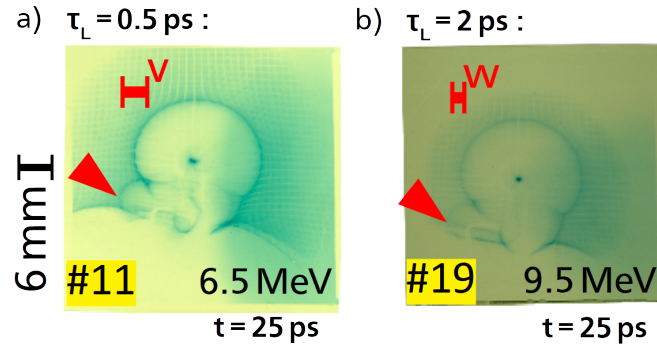 a) τL = 0.5 ps :
V
6 mm
#11
6.5 MeV
t = 25 ps
b) τL = 2 ps :
W
#19
9.5 MeV
t = 25 ps